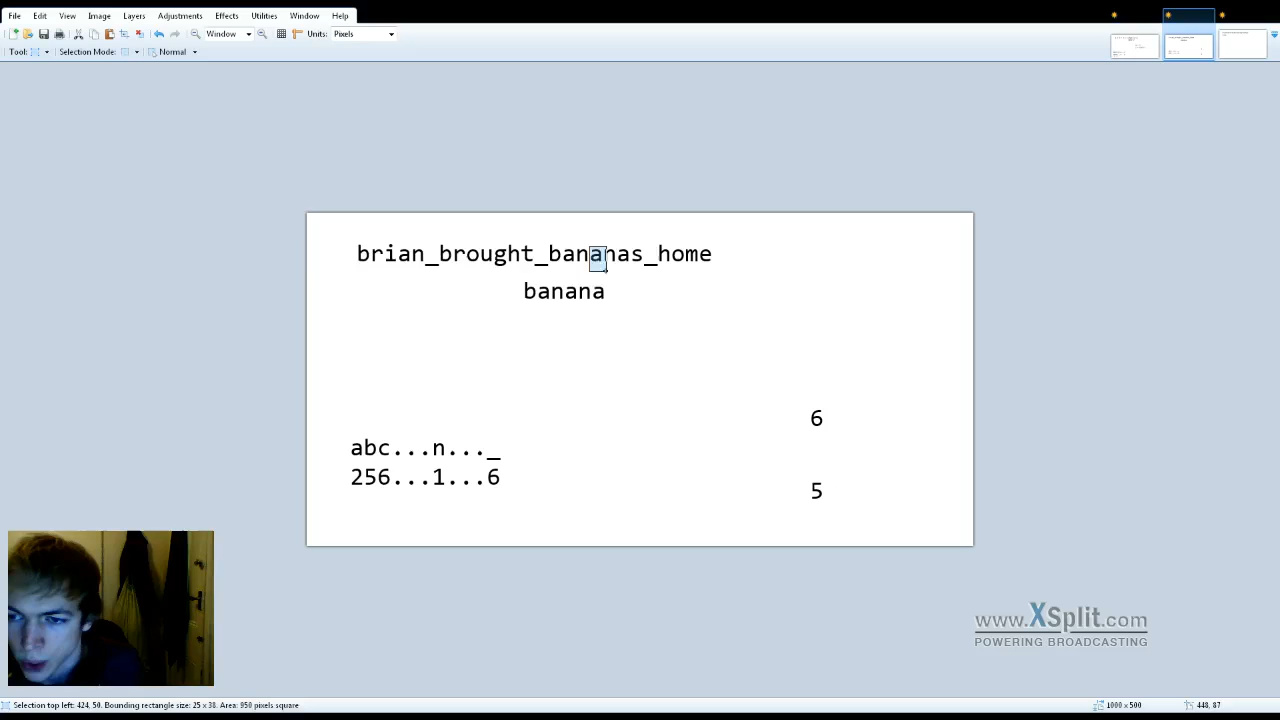 File Edit View Image Layers Adjustments Effects Utilities Window Help
Window Units: Pixels
Tool: Selection Mode: Normal
brian_brought_bananas_home
banana
6
abc...n..._
256...1...6
5
www.XSplit.com
POWERING BROADCASTING
Selection top left: 424, 50. Bounding rectangle size: 25 x 38. Area: 950 pixels square 1000 x 500 448, 87